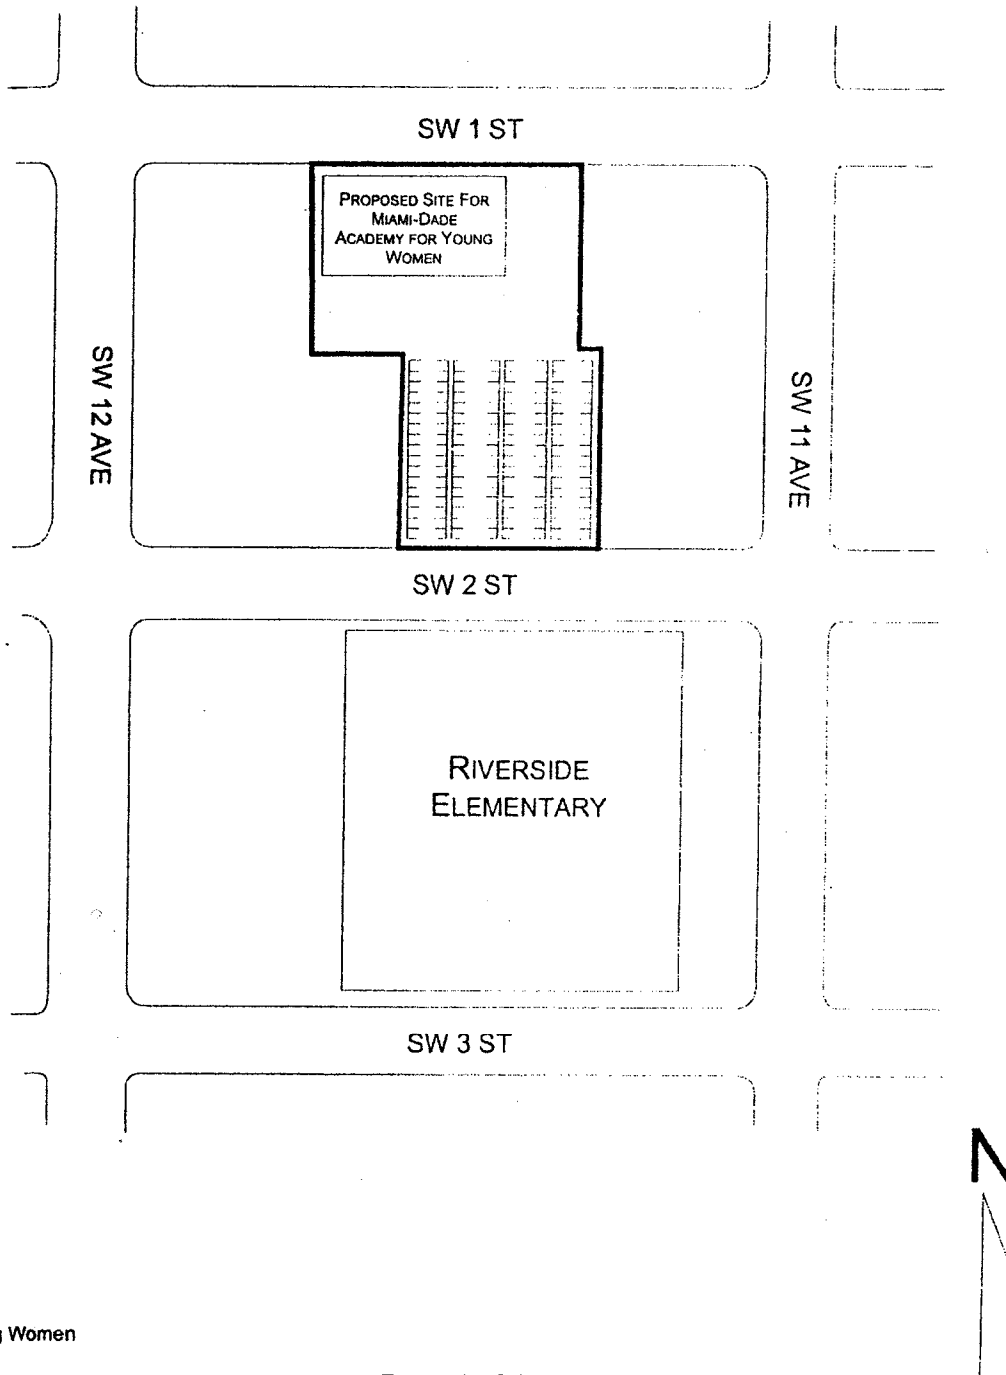 SW 1 ST
PROPOSED SITE FOR
MIAMI-DADE
ACADEMY FOR YOUNG
WOMEN
SW 12 AVE
SW 11 AVE
SW 2 ST
RIVERSIDE
ELEMENTARY
SW 3 ST
N
Women